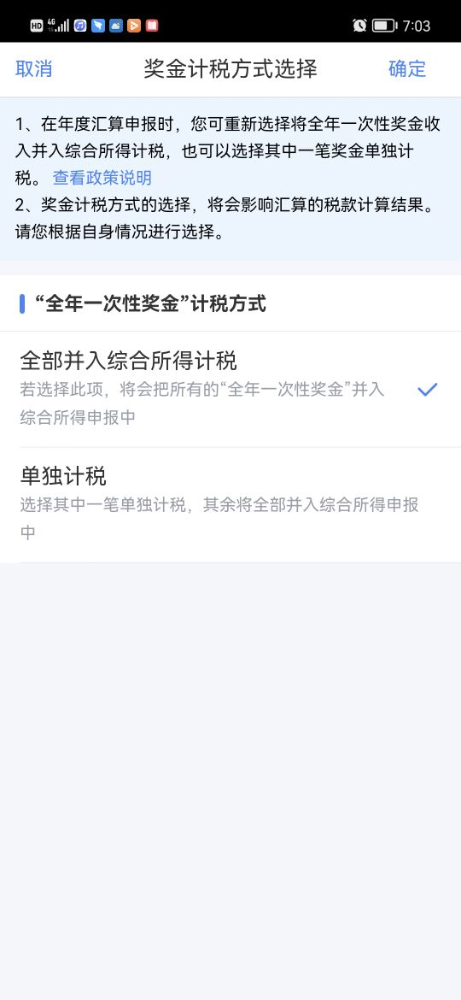 HD 4G 7:03
取消 奖金计税方式选择 确定
1、在年度汇算申报时，您可重新选择将全年一次性奖金收
入并入综合所得计税，也可以选择其中一笔奖金单独计
税。 查看政策说明
2、奖金计税方式的选择，将会影响汇算的税款计算结果。
请您根据自身情况进行选择。
“全年一次性奖金”计税方式
全部并入综合所得计税
若选择此项，将会把所有的“全年一次性奖金”并入
综合所得申报中
单独计税
选择其中一笔单独计税，其余将全部并入综合所得申报
中